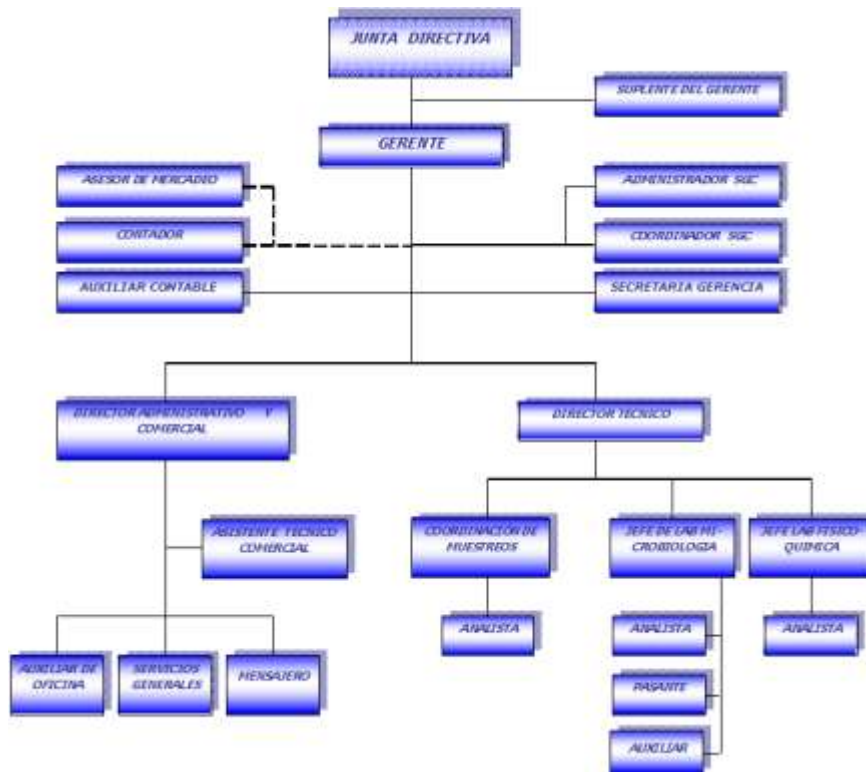 JUNTA DIRECTIVA
SUPLENTE DEL GERENTE
GERENTE
ASESOR DE MERCADIO
ADMINISTRADOR SGC
CONTADOR
COORDINADOR SGC
AUXILIAR CONTABLE
SECRETARIA GERENCIA
DIRECTOR ADMINISTRATIVO Y
COMERCIAL
DIRECTOR TECNICO
ASISTENTE TECNICO
COMERCIAL
COORDINACIÓN DE
MUESTREOS
JEFE DE LAB MI-
CROBIOLOGIA
JEFE LAB FISICO
QUIMICA
ANALISTA
ANALISTA
ANALISTA
AUXILIAR DE
OFICINA
SERVICIOS
GENERALES
MENSAJERO
PASANTE
AUXILIAR